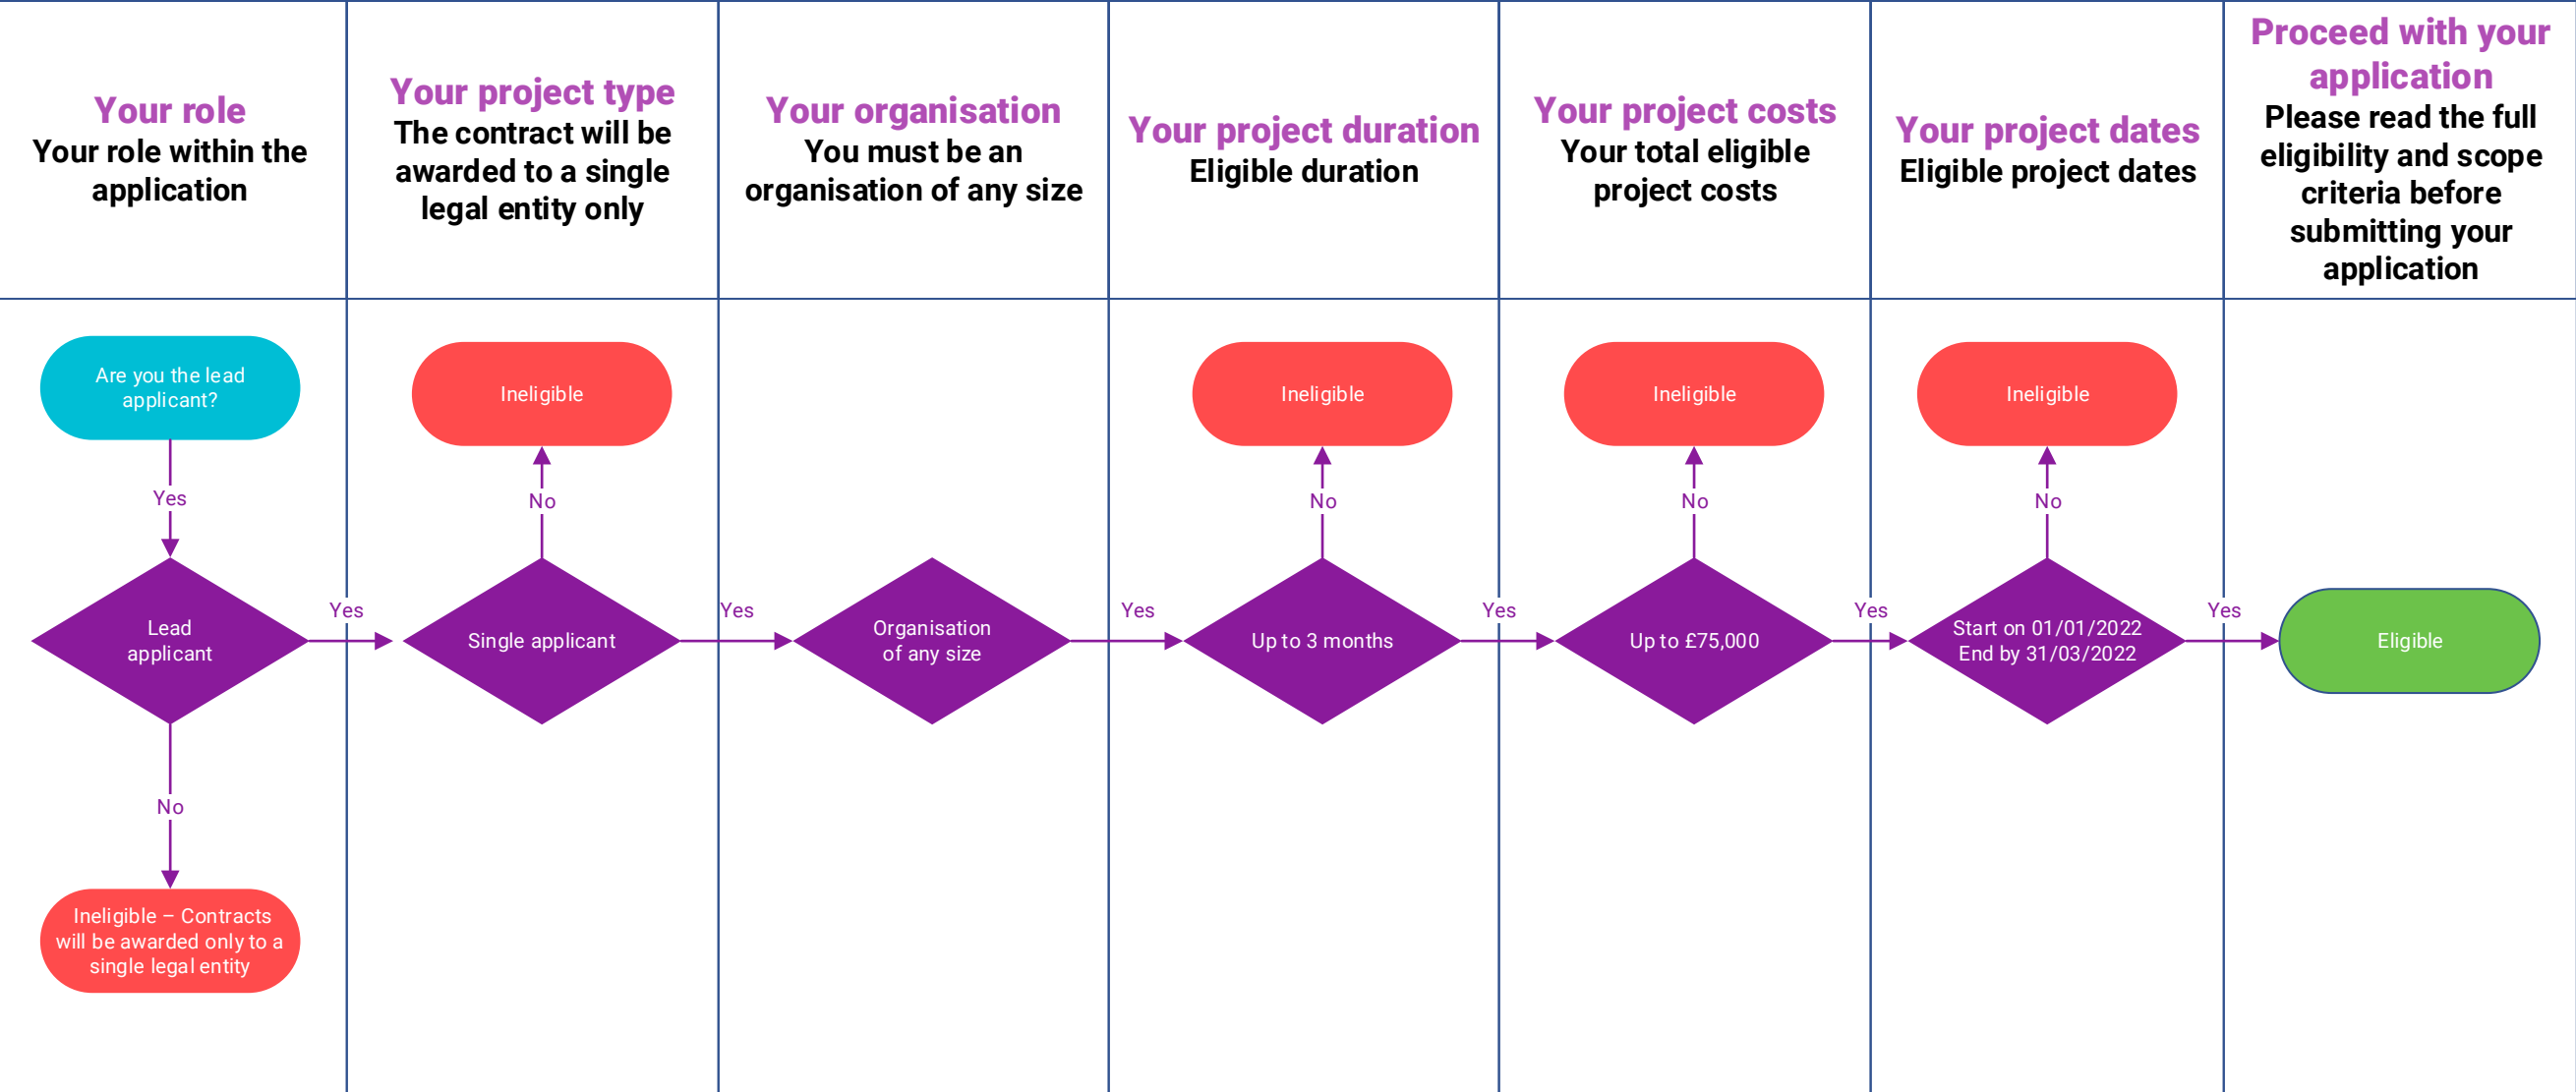 Your role
Your role within the
application
Your project type
The contract will be
awarded to a single
legal entity only
Your organisation
You must be an
organisation of any size
Your project duration
Eligible duration
Your project costs
Your total eligible
project costs
Your project dates
Eligible project dates
Proceed with your
application
Please read the full
eligibility and scope
criteria before
submitting your
application
Are you the lead
applicant?
Yes
Lead
applicant
No
Ineligible – Contracts
will be awarded only to a
single legal entity
Yes
Ineligible
No
Single applicant
Yes
Organisation
of any size
Yes
Ineligible
No
Up to 3 months
Yes
Ineligible
No
Up to £75,000
Yes
Ineligible
No
Start on 01/01/2022
End by 31/03/2022
Yes
Eligible